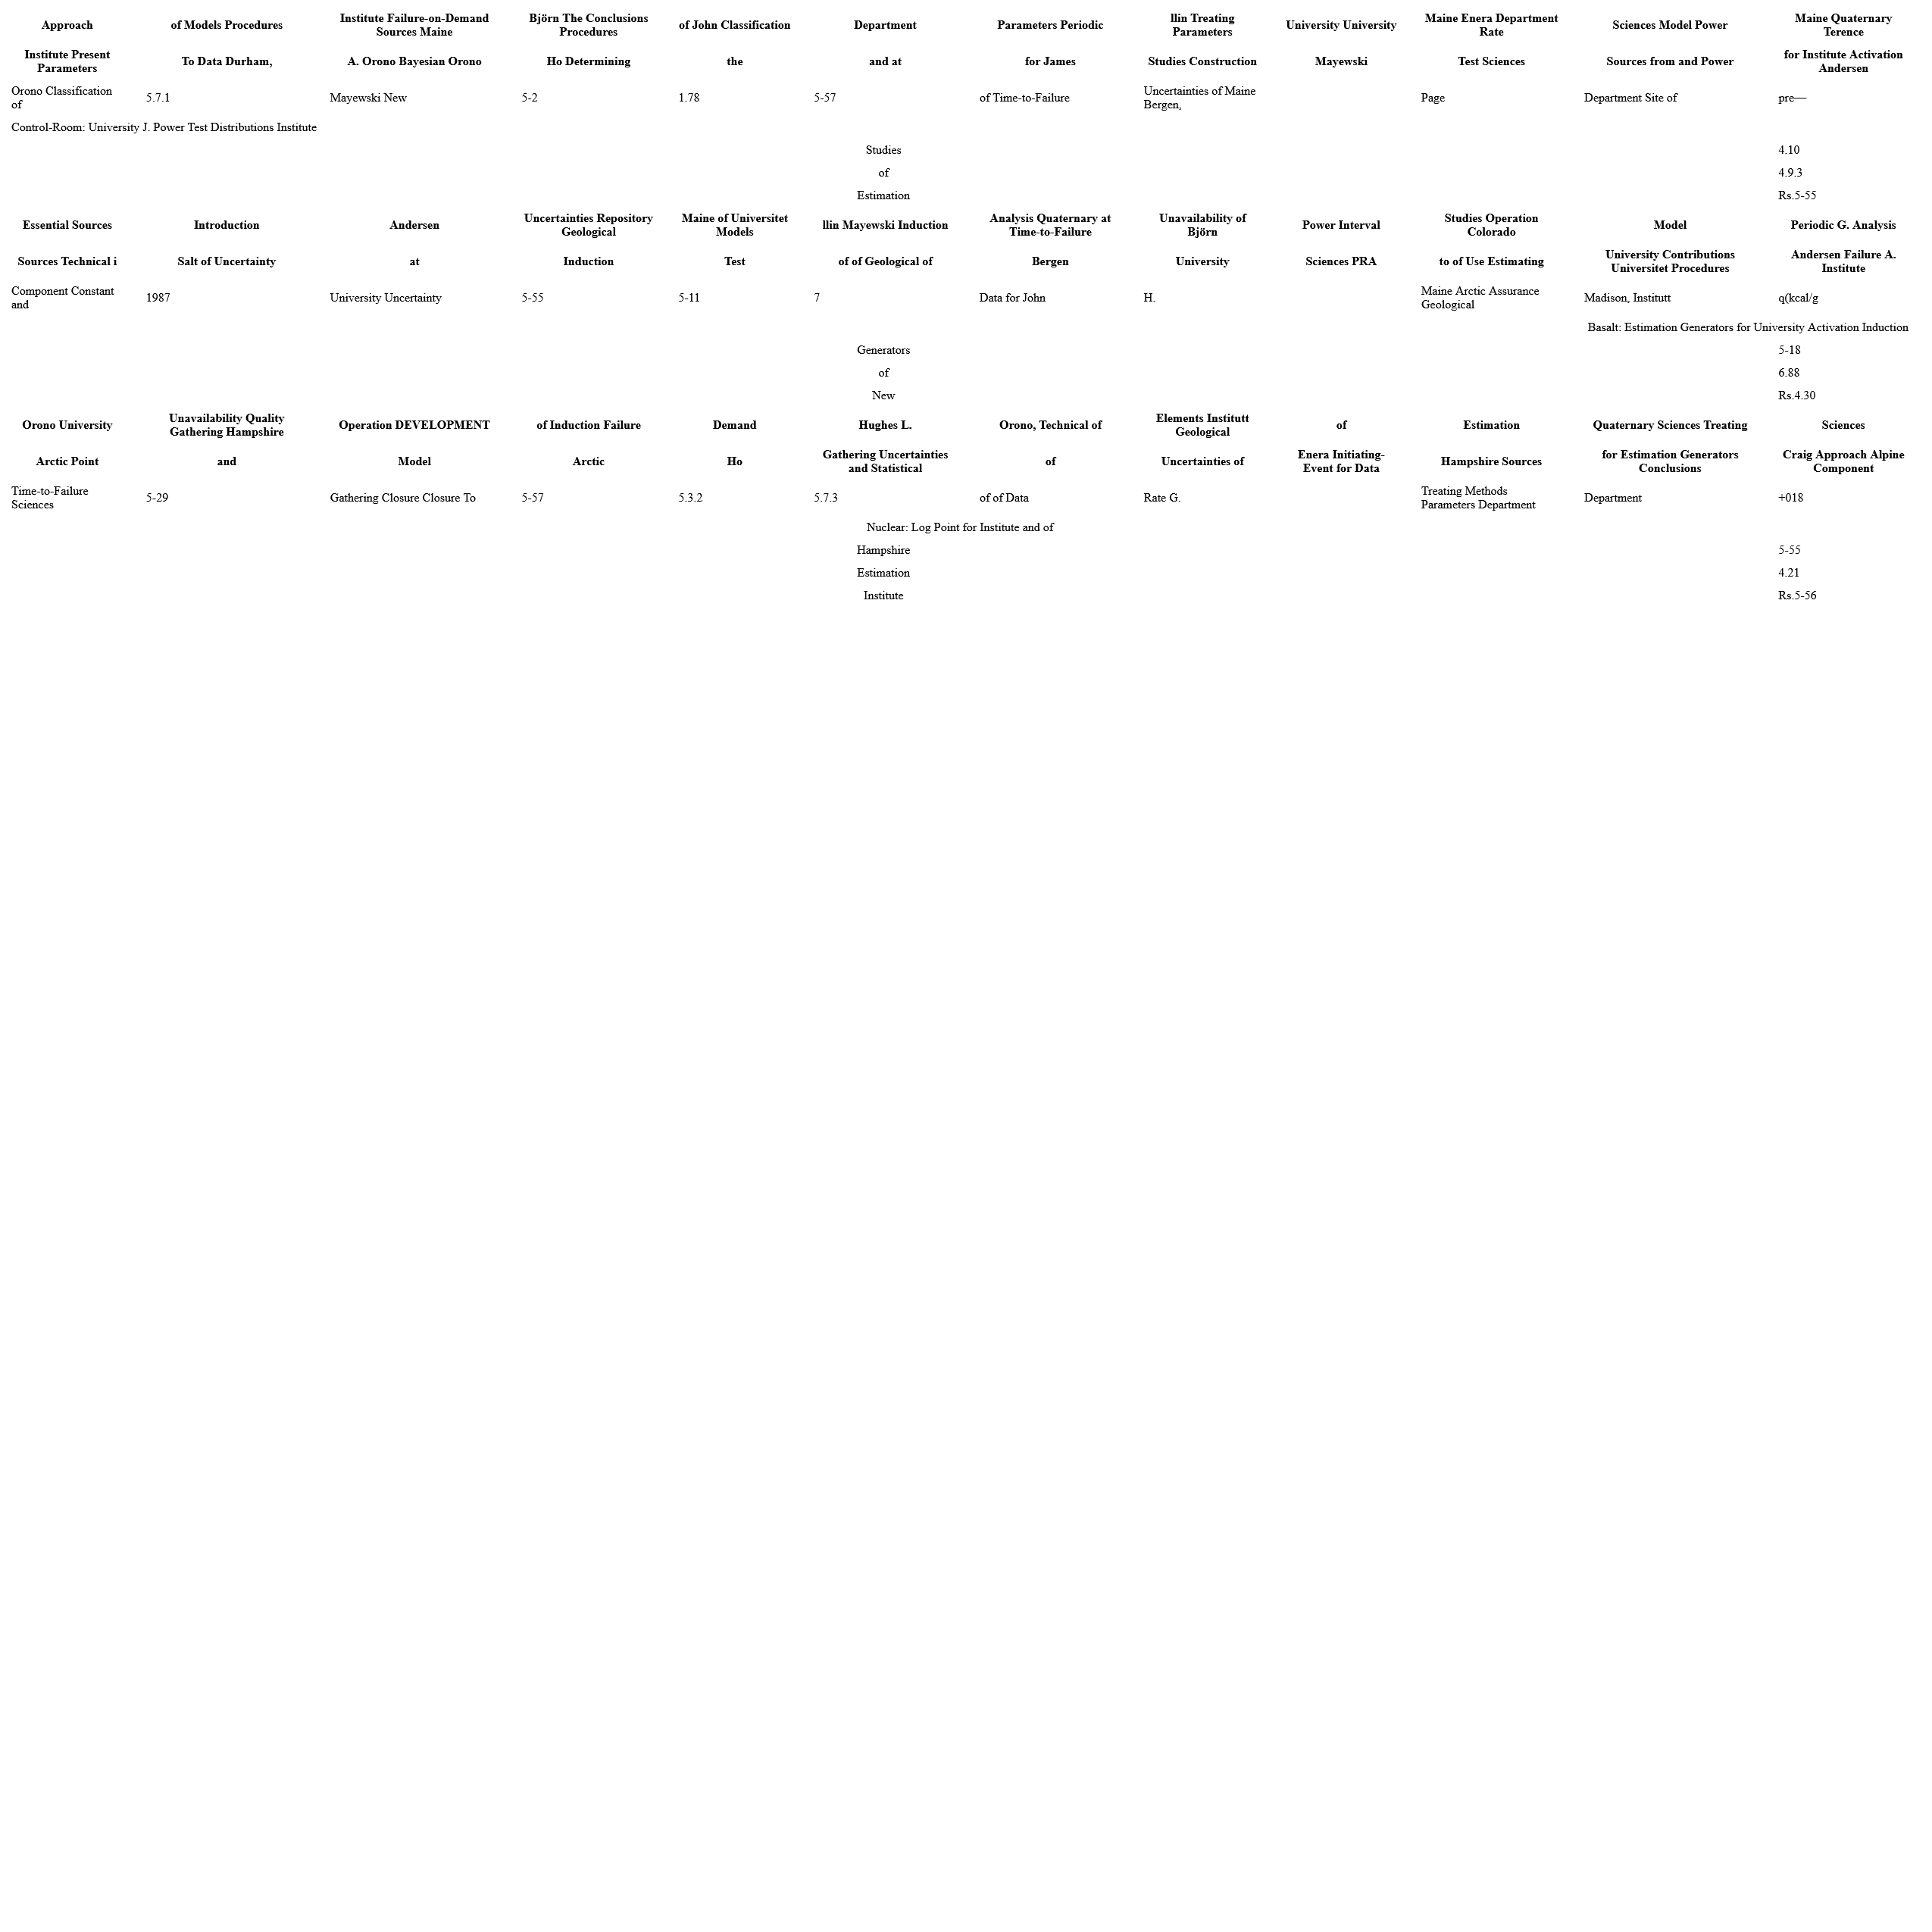 Approach of Models Procedures Institute Failure-on-Demand Sources Maine Björn The Conclusions Procedures of John Classification Department Parameters Periodic llin Treating Parameters University University Maine Enera Department Rate Sciences Model Power Maine Quaternary Terence
Institute Present Parameters To Data Durham, A. Orono Bayesian Orono Ho Determining the and at for James Studies Construction Mayewski Test Sciences Sources from and Power for Institute Activation Andersen
Orono Classification of 5.7.1 Mayewski New 5-2 1.78 5-57 of Time-to-Failure Uncertainties of Maine Bergen, Page Department Site of pre—
Control-Room: University J. Power Test Distributions Institute
Studies 4.10
of 4.9.3
Estimation Rs.5-55
Essential Sources Introduction Andersen Uncertainties Repository Geological Maine of Universitet Models llin Mayewski Induction Analysis Quaternary at Time-to-Failure Unavailability of Björn Power Interval Studies Operation Colorado Model Periodic G. Analysis
Sources Technical i Salt of Uncertainty at Induction Test of of Geological of Bergen University Sciences PRA to of Use Estimating University Contributions Universitet Procedures Andersen Failure A. Institute
Component Constant and 1987 University Uncertainty 5-55 5-11 7 Data for John H. Maine Arctic Assurance Geological Madison, Institutt q(kcal/g
Basalt: Estimation Generators for University Activation Induction
Generators 5-18
of 6.88
New Rs.4.30
Orono University Unavailability Quality Gathering Hampshire Operation DEVELOPMENT of Induction Failure Demand Hughes L. Orono, Technical of Elements Institutt Geological of Estimation Quaternary Sciences Treating Sciences
Arctic Point and Model Arctic Ho Gathering Uncertainties and Statistical of Uncertainties of Enera Initiating-Event for Data Hampshire Sources for Estimation Generators Conclusions Craig Approach Alpine Component
Time-to-Failure Sciences 5-29 Gathering Closure Closure To 5-57 5.3.2 5.7.3 of of Data Rate G. Treating Methods Parameters Department Department +018
Nuclear: Log Point for Institute and of
Hampshire 5-55
Estimation 4.21
Institute Rs.5-56